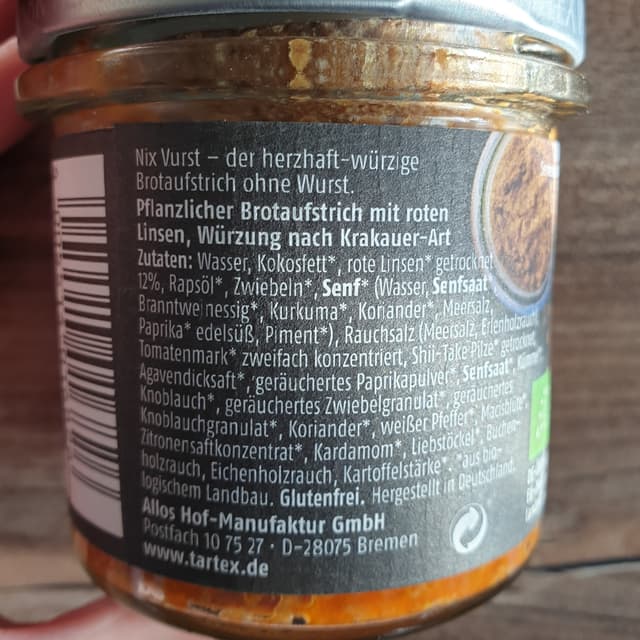 Nix Vurst – der herzhaft-würzige
Brotaufstrich ohne Wurst.
Pflanzlicher Brotaufstrich mit roten
Linsen, Würzung nach Krakauer-Art
Zutaten: Wasser, Kokosfett*, rote Linsen* getrocknet
12%, Rapsöl*, Zwiebeln*, Senf* (Wasser, Senfsaat*,
Branntweinessig*, Kurkuma*, Koriander*, Meersalz,
Paprika* edelsüß, Piment*), Rauchsalz (Meersalz, Erlenholzrauch),
Tomatenmark* zweifach konzentriert, Shii-Take-Pilze* getrocknet,
Agavendicksaft*, geräuchertes Paprikapulver*, Senfsaat*, Kümmel*,
Knoblauch*, geräuchertes Zwiebelgranulat*, geräuchertes
Knoblauchgranulat*, Koriander*, weißer Pfeffer*, Macisblüte*,
Zitronensaftkonzentrat*, Kardamom*, Liebstöckel*, Buchen-
holzrauch, Eichenholzrauch, Kartoffelstärke*. *aus bio-
logischem Landbau. Glutenfrei. Hergestellt in Deutschland.
Allos Hof-Manufaktur GmbH
Postfach 10 75 27 · D-28075 Bremen
www.tartex.de